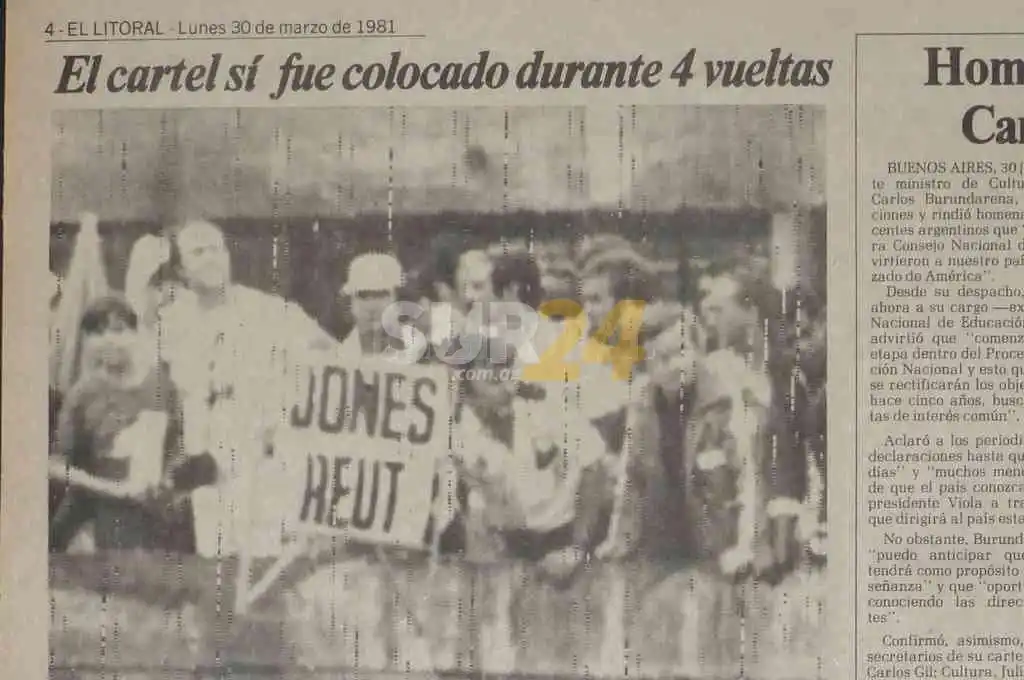 4 - EL LITORAL - Lunes 30 de marzo de 1981
El cartel sí fue colocado durante 4 vueltas
JONES
REUT
SUR24
.com.ar
Hom
Car
BUENOS AIRES, 30 (
te ministro de Cultu
Carlos Burundarena,
ciones y rindió homena
centes argentinos que
ra Consejo Nacional d
virtieron a nuestro paí
zado de América".
Desde su despacho,
ahora a su cargo —ex
Nacional de Educación
advirtió que "comenz
etapa dentro del Proce
ción Nacional y esto qu
se rectificarán los obje
hace cinco años, busc
tas de interés común".
Aclaró a los periodi
declaraciones hasta qu
días" y "muchos men
de que el país conozca
presidente Viola a tra
que dirigirá al país esta
No obstante, Burund
"puedo anticipar que
tendrá como propósito
señanza" y que "oport
conociendo las direc
tes".
Confirmó, asimismo,
secretarios de su carte
Carlos Gil; Cultura, Juli